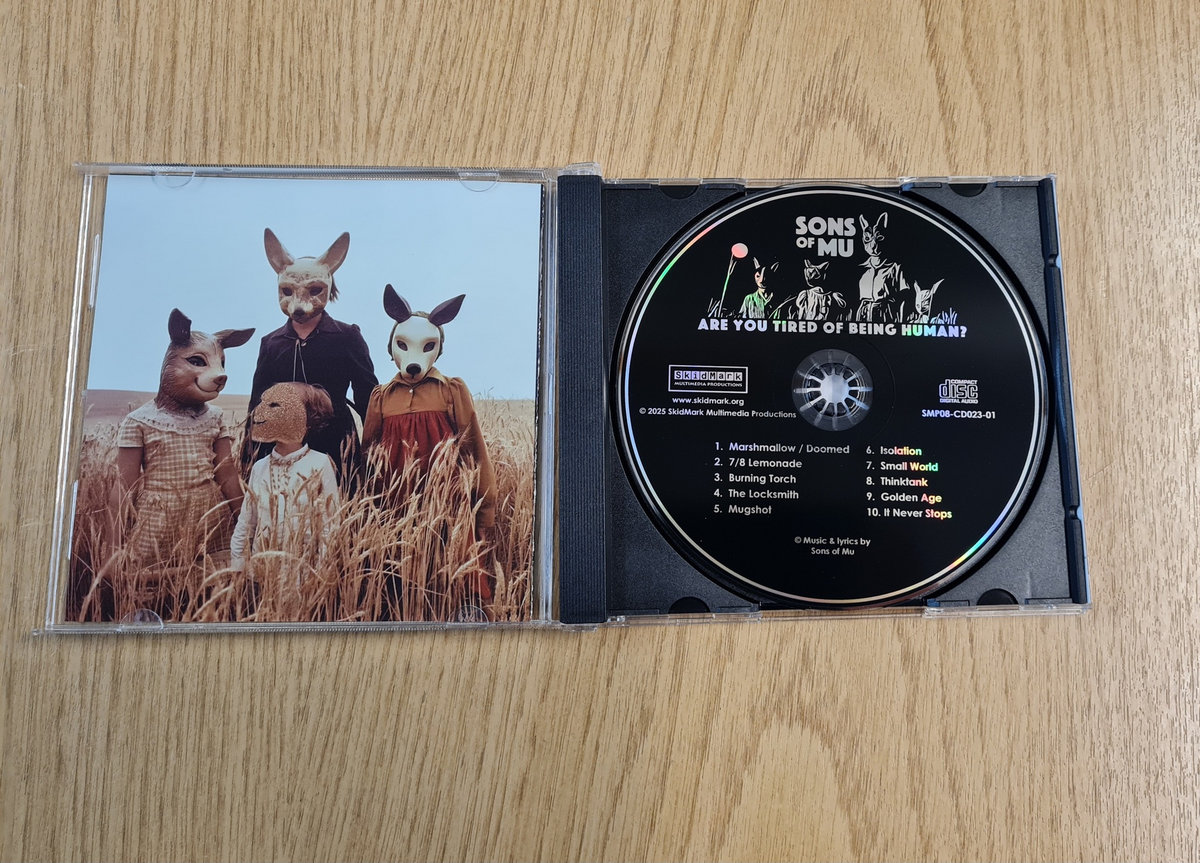 SONS
OF MU
ARE YOU TIRED OF BEING HUMAN?
SkidMark
MULTIMEDIA PRODUCTIONS
www.skidmark.org
© 2025 SkidMark Multimedia Productions
COMPACT
disc
DIGITAL AUDIO
SMP08-CD023-01
1. Marshmallow / Doomed
2. 7/8 Lemonade
3. Burning Torch
4. The Locksmith
5. Mugshot
6. Isolation
7. Small World
8. Thinktank
9. Golden Age
10. It Never Stops
© Music & lyrics by
Sons of Mu